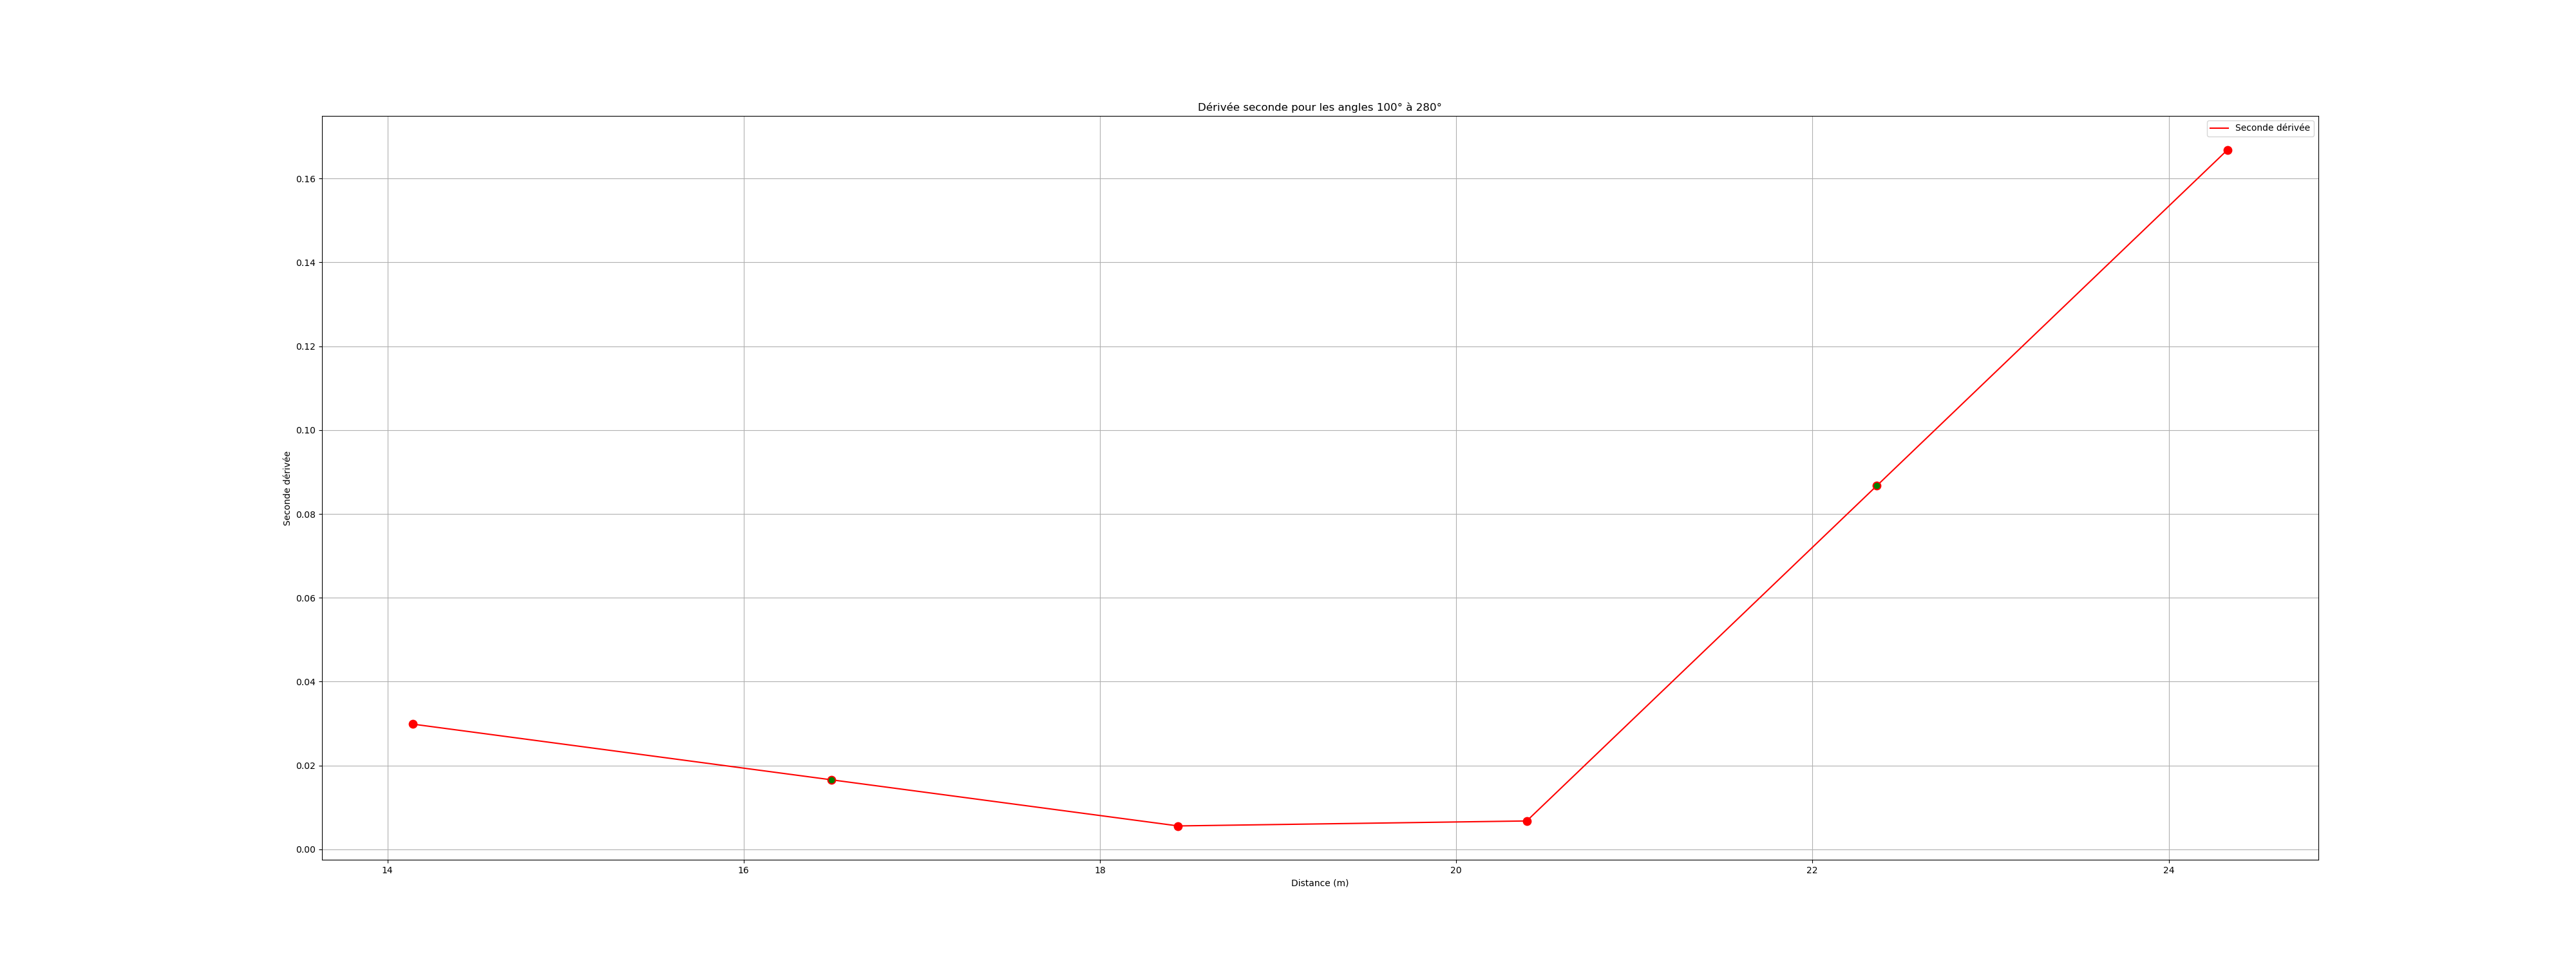 Dérivée seconde pour les angles 100° à 280°
Seconde dérivée
0.16
0.14
0.12
0.10
0.08
0.06
0.04
0.02
0.00
Seconde dérivée
14 16 18 20 22 24
Distance (m)